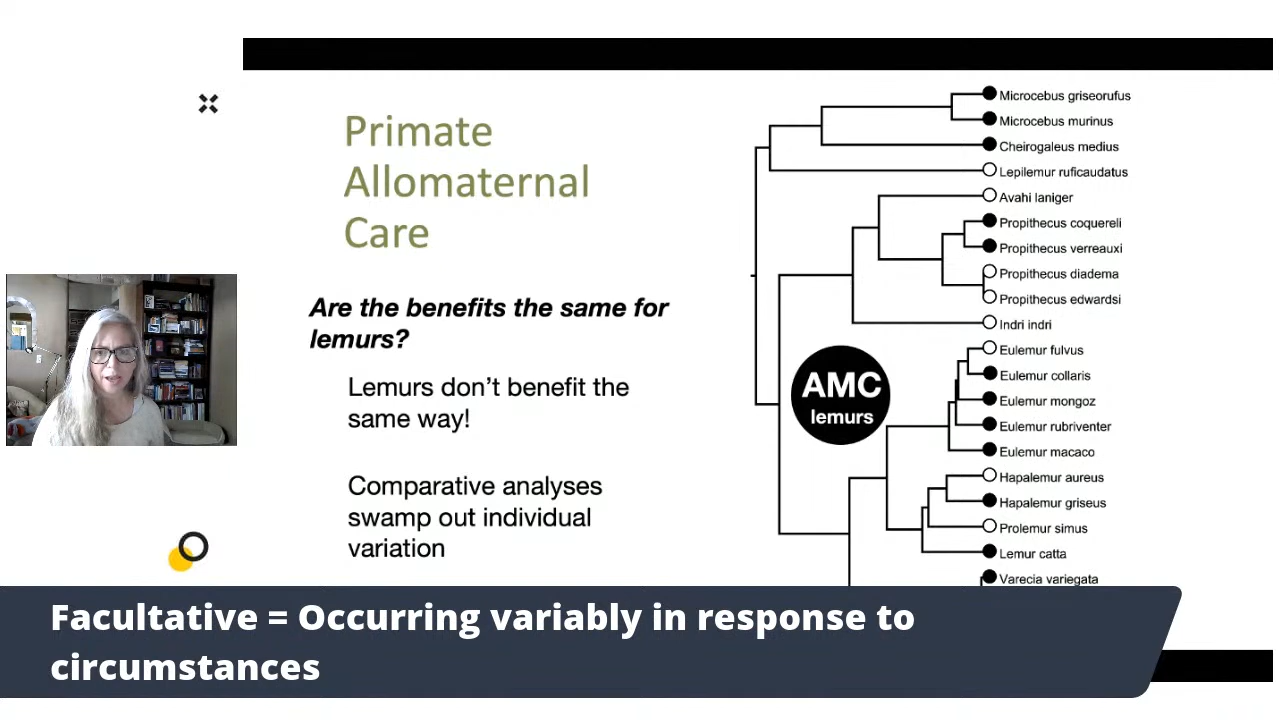 Primate
Allomaternal
Care
Are the benefits the same for
lemurs?
Lemurs don't benefit the
same way!
Comparative analyses
swamp out individual
variation
AMC
lemurs
Microcebus griseorufus
Microcebus murinus
Cheirogaleus medius
Lepilemur ruficaudatus
Avahi laniger
Propithecus coquereli
Propithecus verreauxi
Propithecus diadema
Propithecus edwardsi
Indri indri
Eulemur fulvus
Eulemur collaris
Eulemur mongoz
Eulemur rubriventer
Eulemur macaco
Hapalemur aureus
Hapalemur griseus
Prolemur simus
Lemur catta
Varecia variegata
Facultative = Occurring variably in response to
circumstances